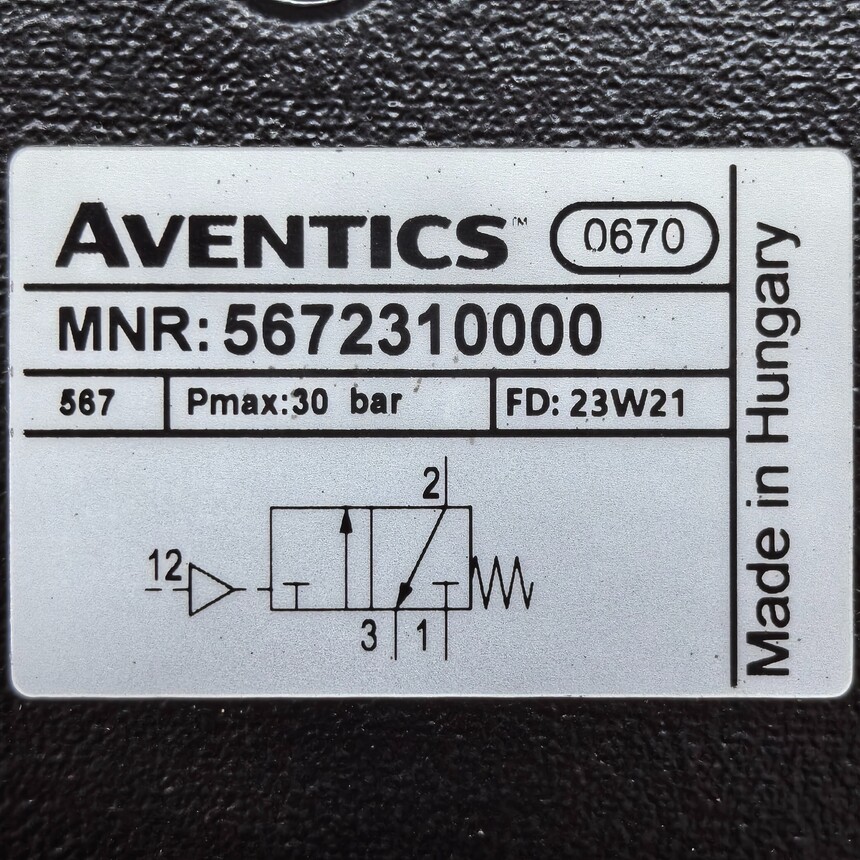 AVENTICS™ 0670
MNR: 5672310000
567 Pmax:30 bar FD: 23W21
2
12
3 1
Made in Hungary